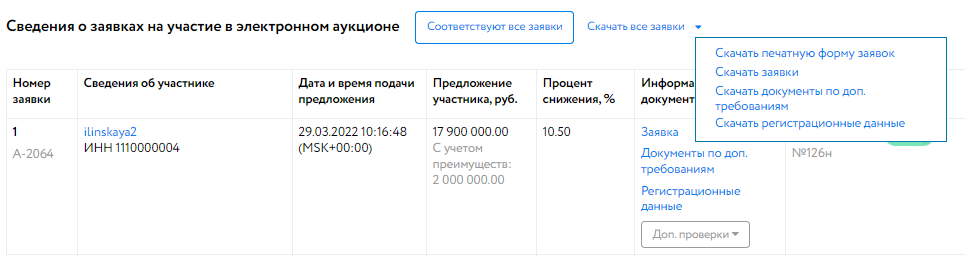 Сведения о заявках на участие в электронном аукционе
Соответствуют все заявки
Скачать все заявки
Скачать печатную форму заявок
Скачать заявки
Скачать документы по доп.
требованиям
Скачать регистрационные данные
Номер
заявки
Сведения об участнике
Дата и время подачи
предложения
Предложение
участника, руб.
Процент
снижения, %
Информа
документ
1
A-2064
ilinskaya2
ИНН 1110000004
29.03.2022 10:16:48
(MSK+00:00)
17 900 000.00
С учетом
преимуществ:
2 000 000.00
10.50
Заявка
Документы по доп.
требованиям
Регистрационные
данные
Доп. проверки
№126н